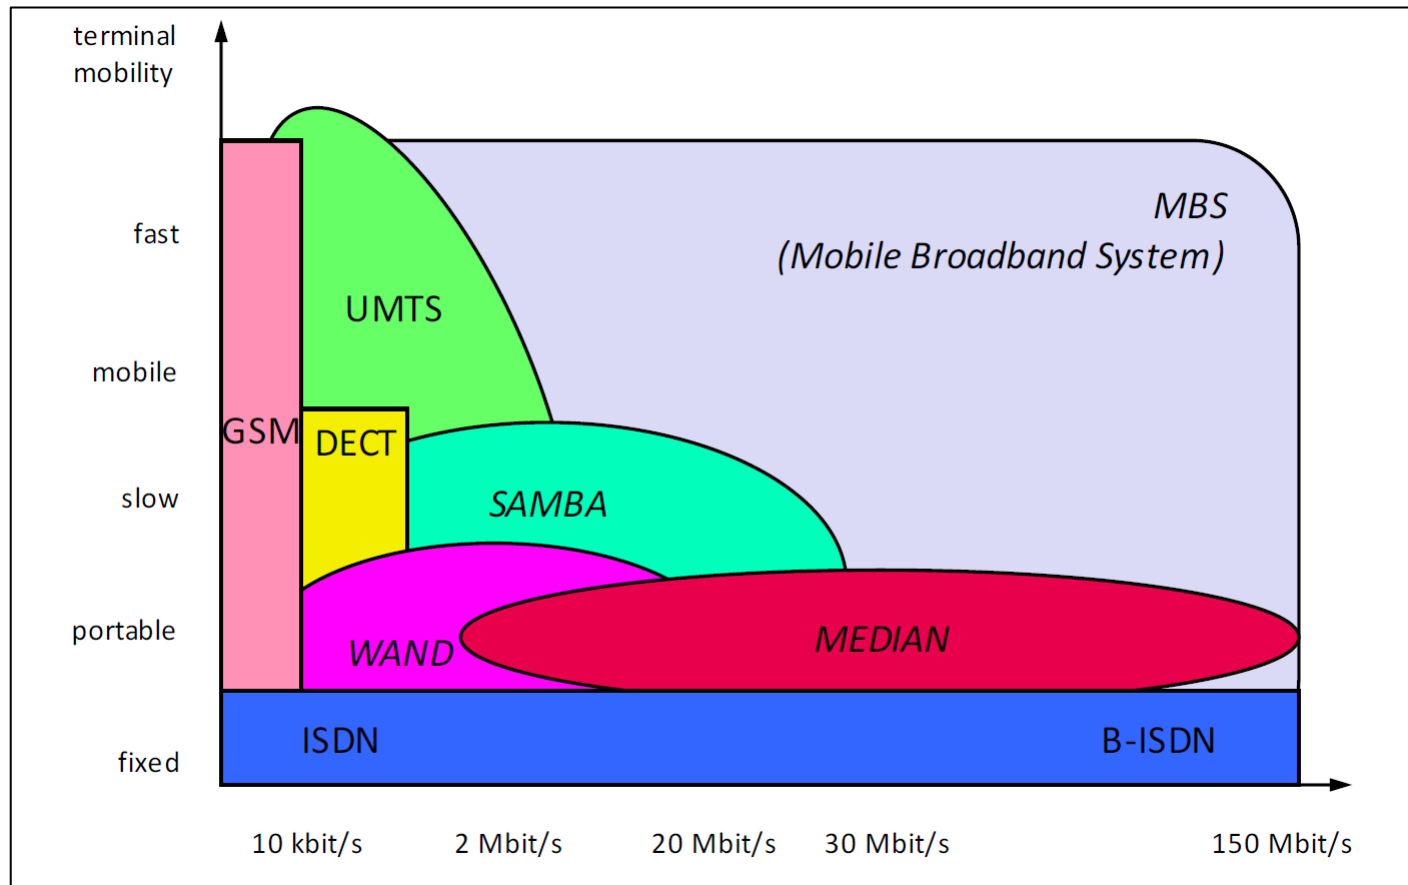 terminal
mobility
MBS
(Mobile Broadband System)
fast
UMTS
mobile
GSM
DECT
slow
SAMBA
portable
WAND
MEDIAN
ISDN
B-ISDN
fixed
10 kbit/s
2 Mbit/s
20 Mbit/s
30 Mbit/s
150 Mbit/s